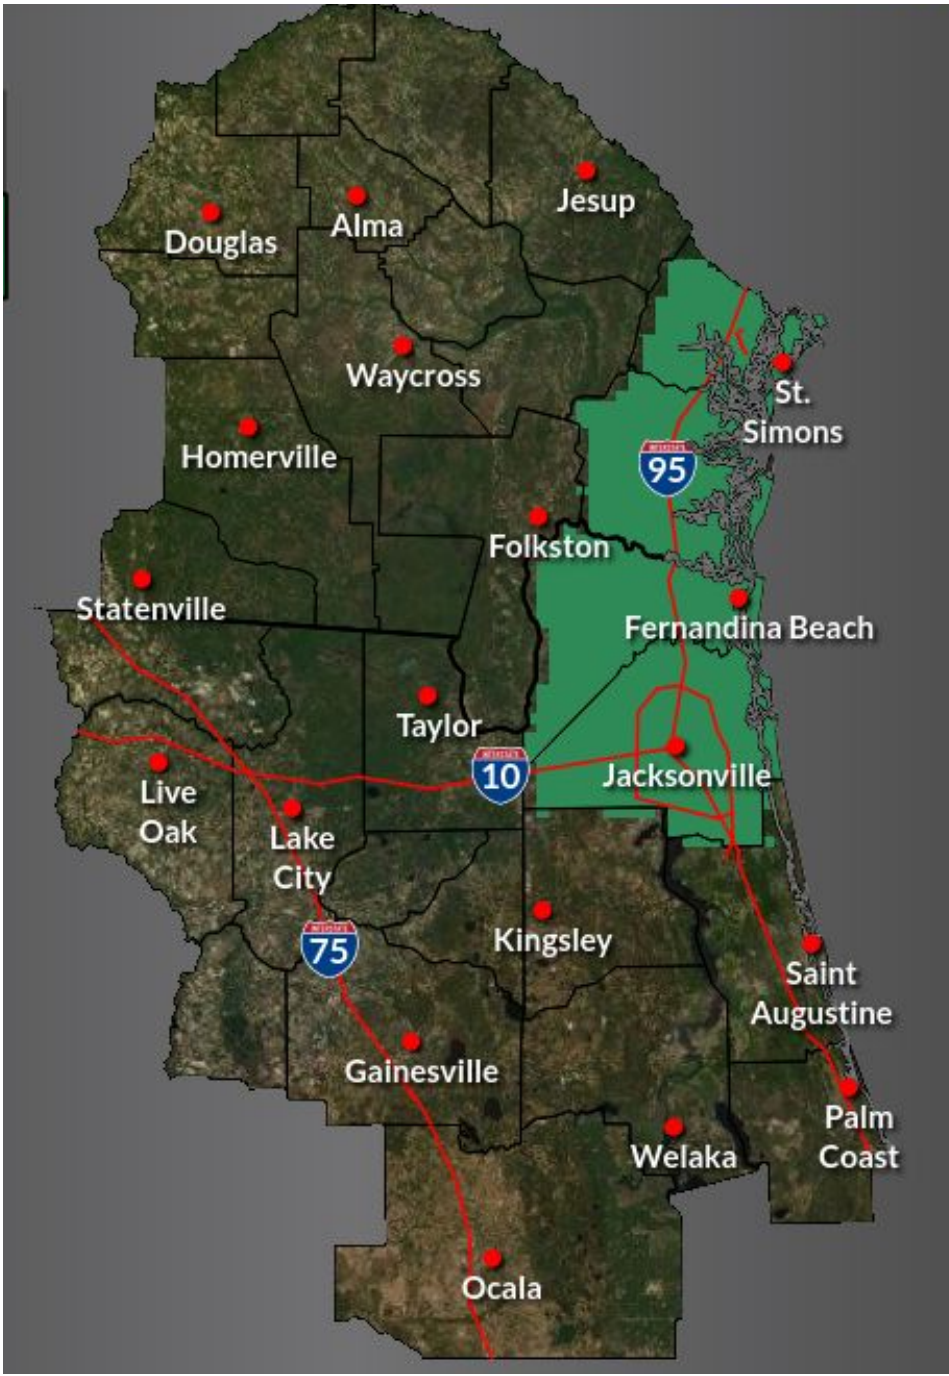 Jesup
Alma
Douglas
Waycross
St.
Simons
Homerville
95
Folkston
Statenville
Fernandina Beach
Taylor
10
Jacksonville
Live
Oak
Lake
City
Kingsley
75
Saint
Augustine
Gainesville
Palm
Coast
Welaka
Ocala